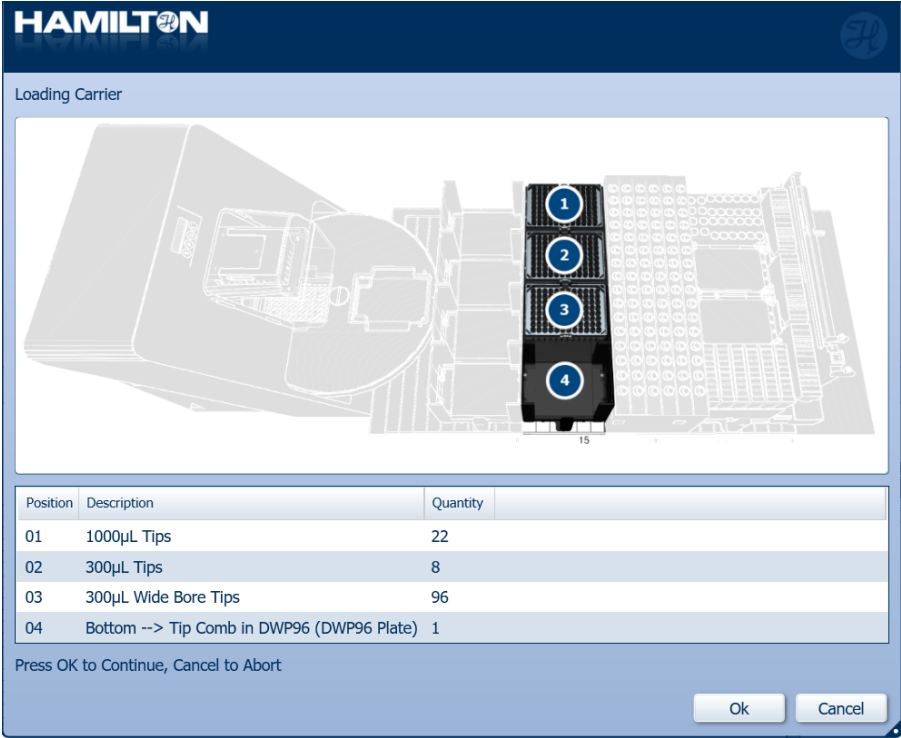 HAMILTON
Loading Carrier
1
2
3
4
15
Position Description Quantity
01 1000µL Tips 22
02 300µL Tips 8
03 300µL Wide Bore Tips 96
04 Bottom --> Tip Comb in DWP96 (DWP96 Plate) 1
Press OK to Continue, Cancel to Abort
Ok Cancel